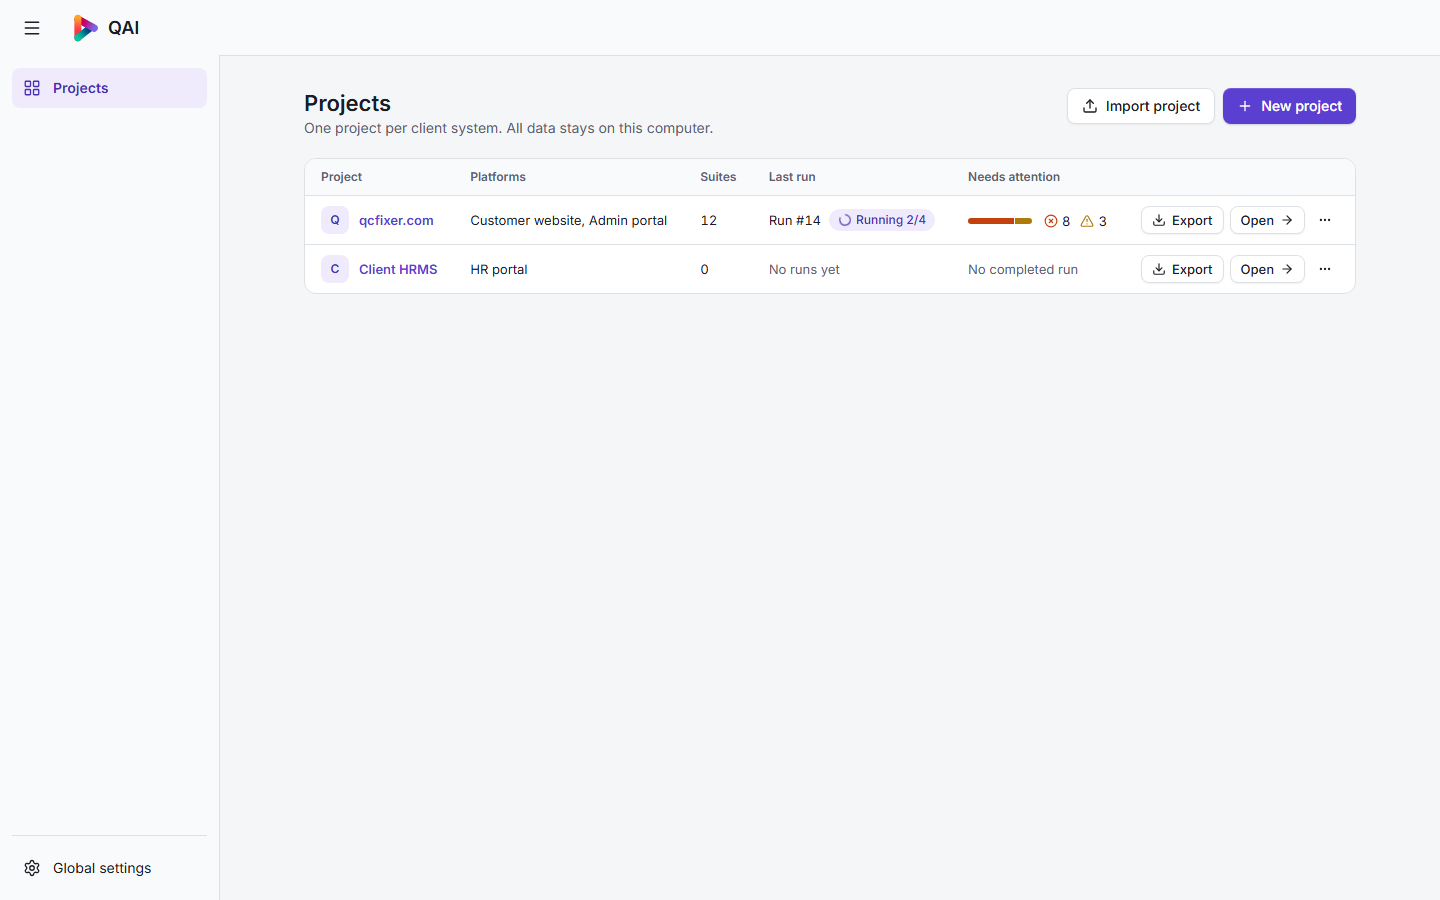 QAI
Projects
Projects
One project per client system. All data stays on this computer.
Import project
New project
Project Platforms Suites Last run Needs attention
Q qcfixer.com Customer website, Admin portal 12 Run #14 Running 2/4 8 3 Export Open
C Client HRMS HR portal 0 No runs yet No completed run Export Open
Global settings